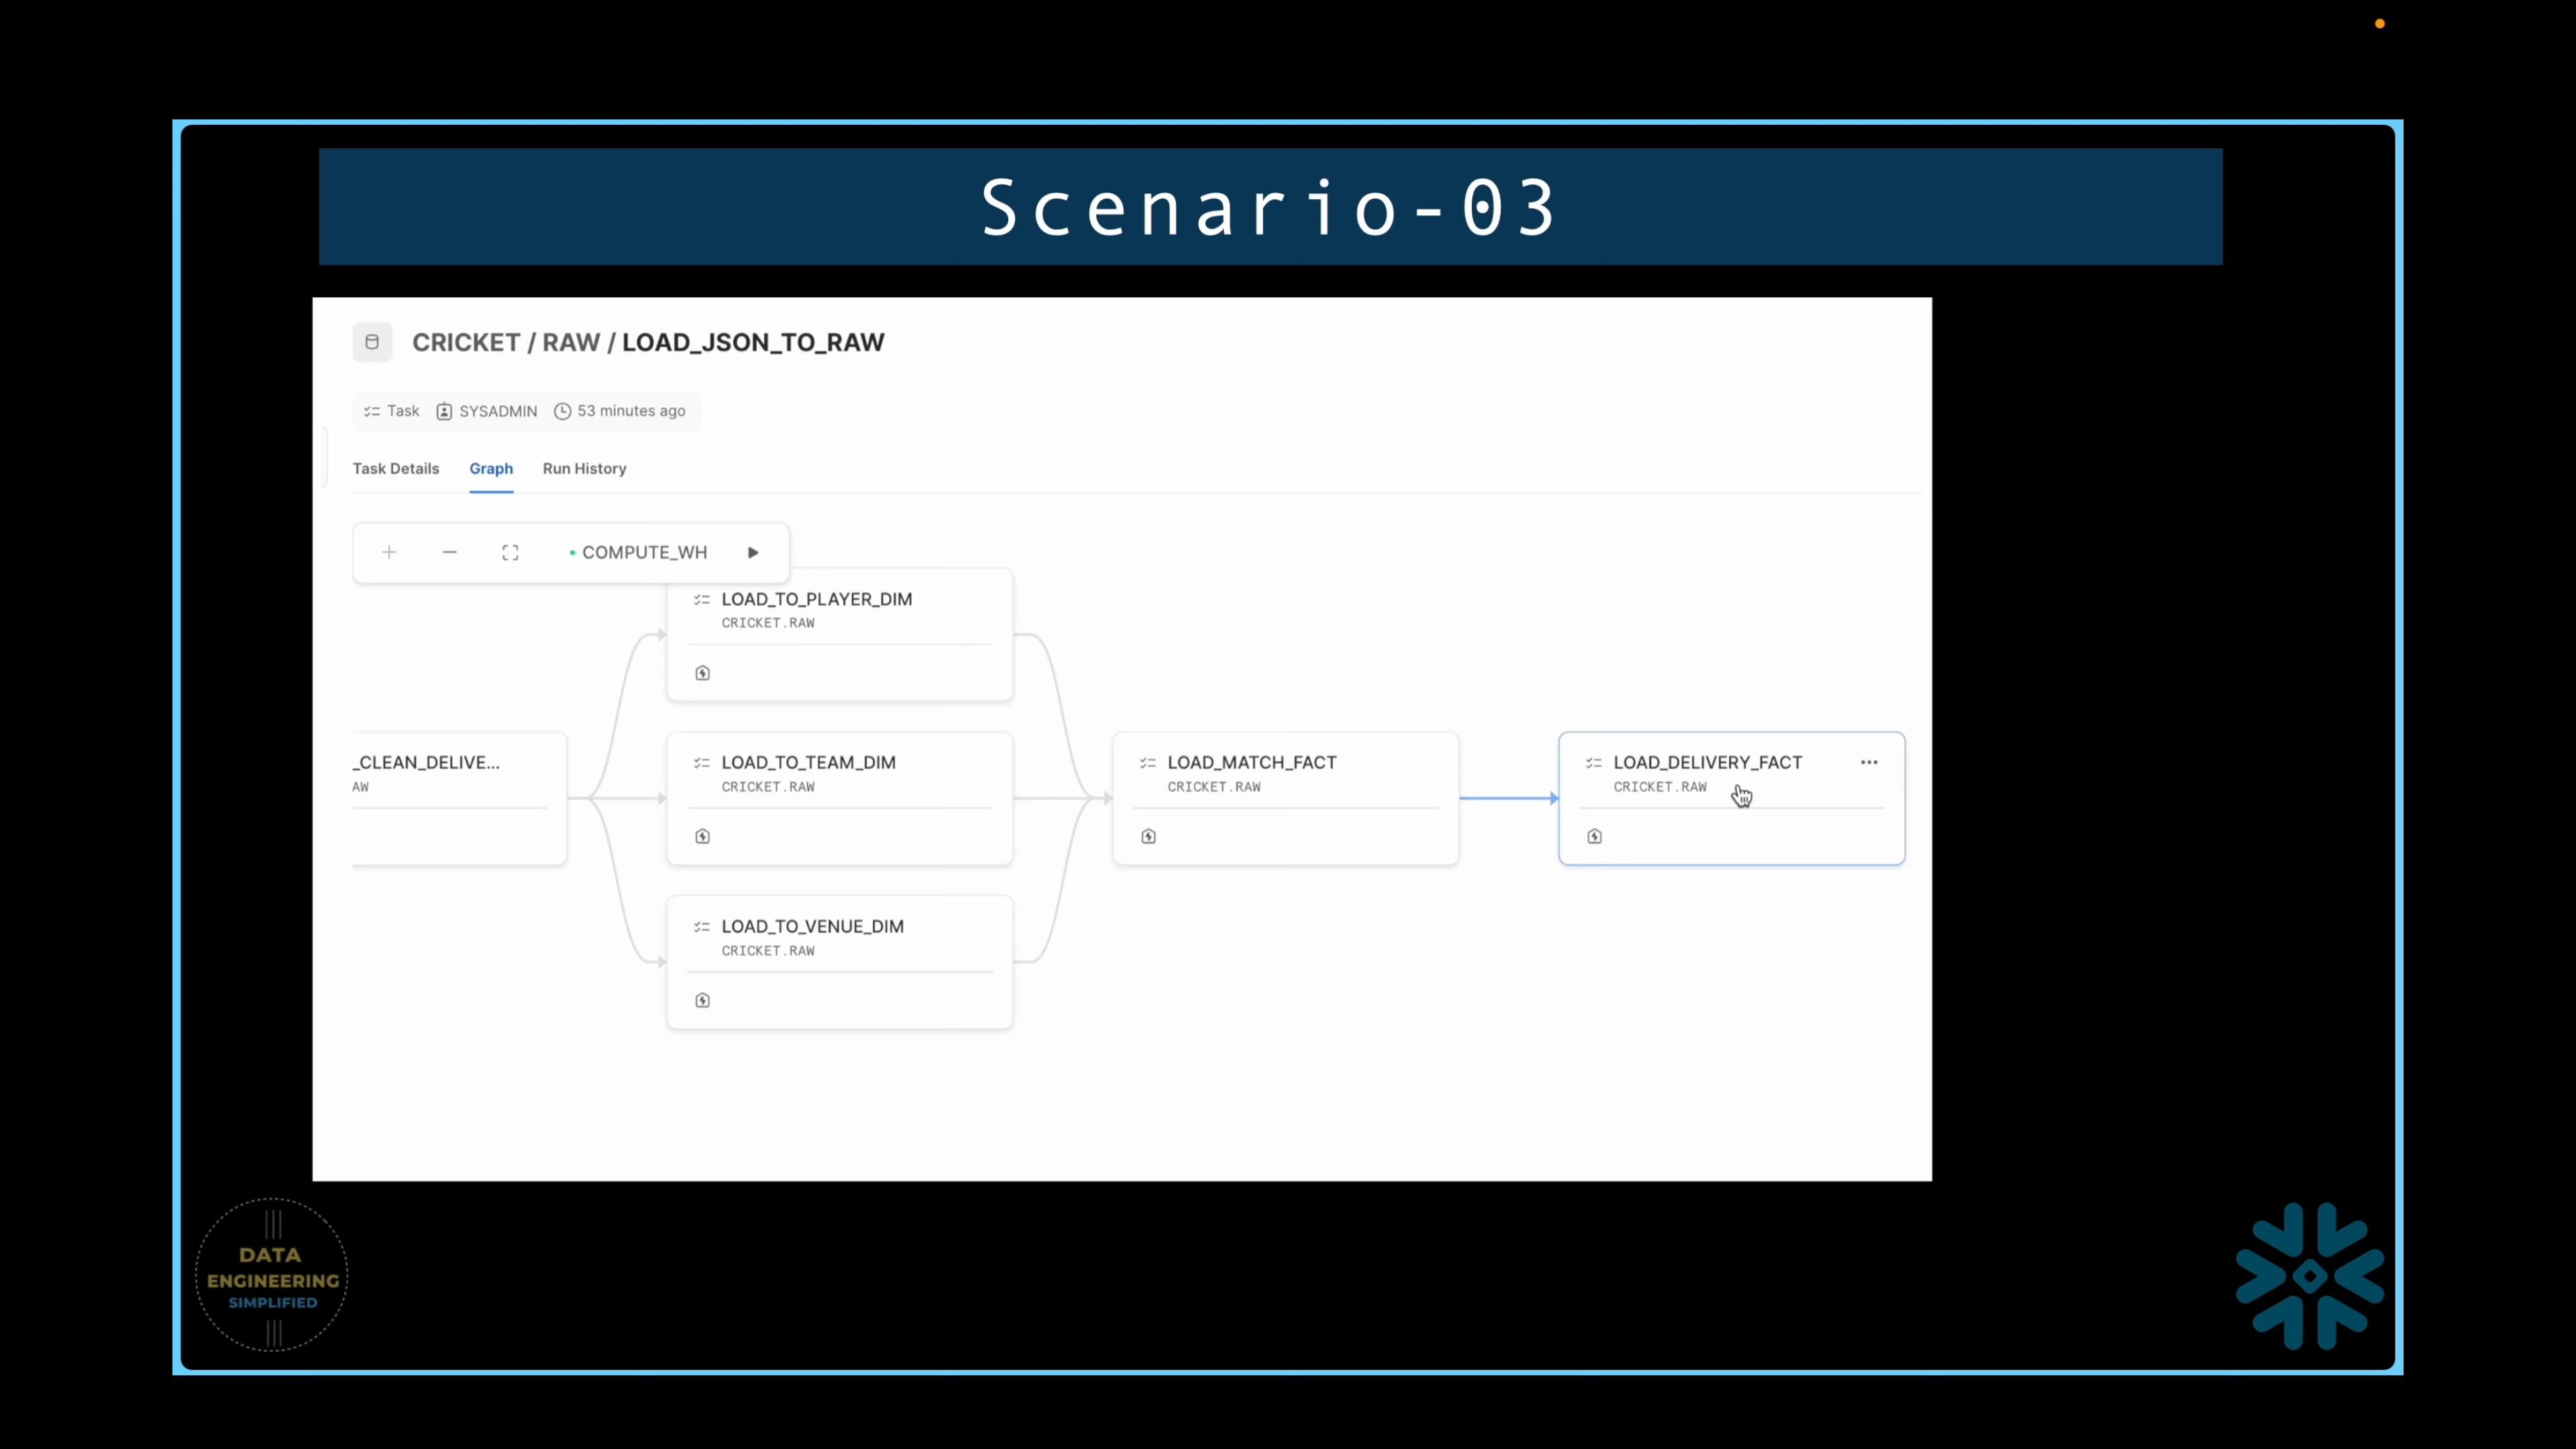 Scenario-03
CRICKET / RAW / LOAD_JSON_TO_RAW
Task SYSADMIN 53 minutes ago
Task Details Graph Run History
COMPUTE_WH
LOAD_TO_PLAYER_DIM
CRICKET.RAW
_CLEAN_DELIVE...
AW
LOAD_TO_TEAM_DIM
CRICKET.RAW
LOAD_MATCH_FACT
CRICKET.RAW
LOAD_DELIVERY_FACT
CRICKET.RAW
LOAD_TO_VENUE_DIM
CRICKET.RAW
DATA
ENGINEERING
SIMPLIFIED